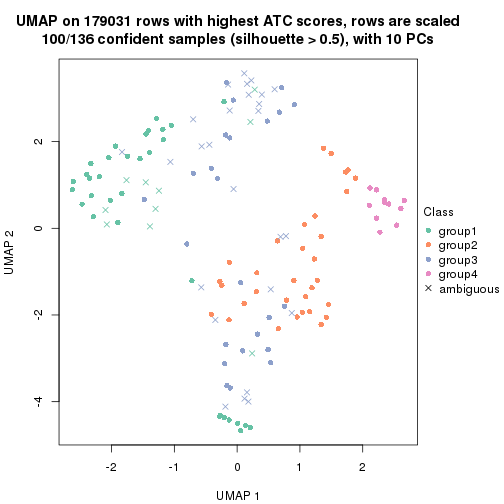 UMAP on 179031 rows with highest ATC scores, rows are scaled
100/136 confident samples (silhouette > 0.5), with 10 PCs
2
0
-2
-4
UMAP 2
-2
-1
0
1
2
UMAP 1
Class
group1
group2
group3
group4
ambiguous